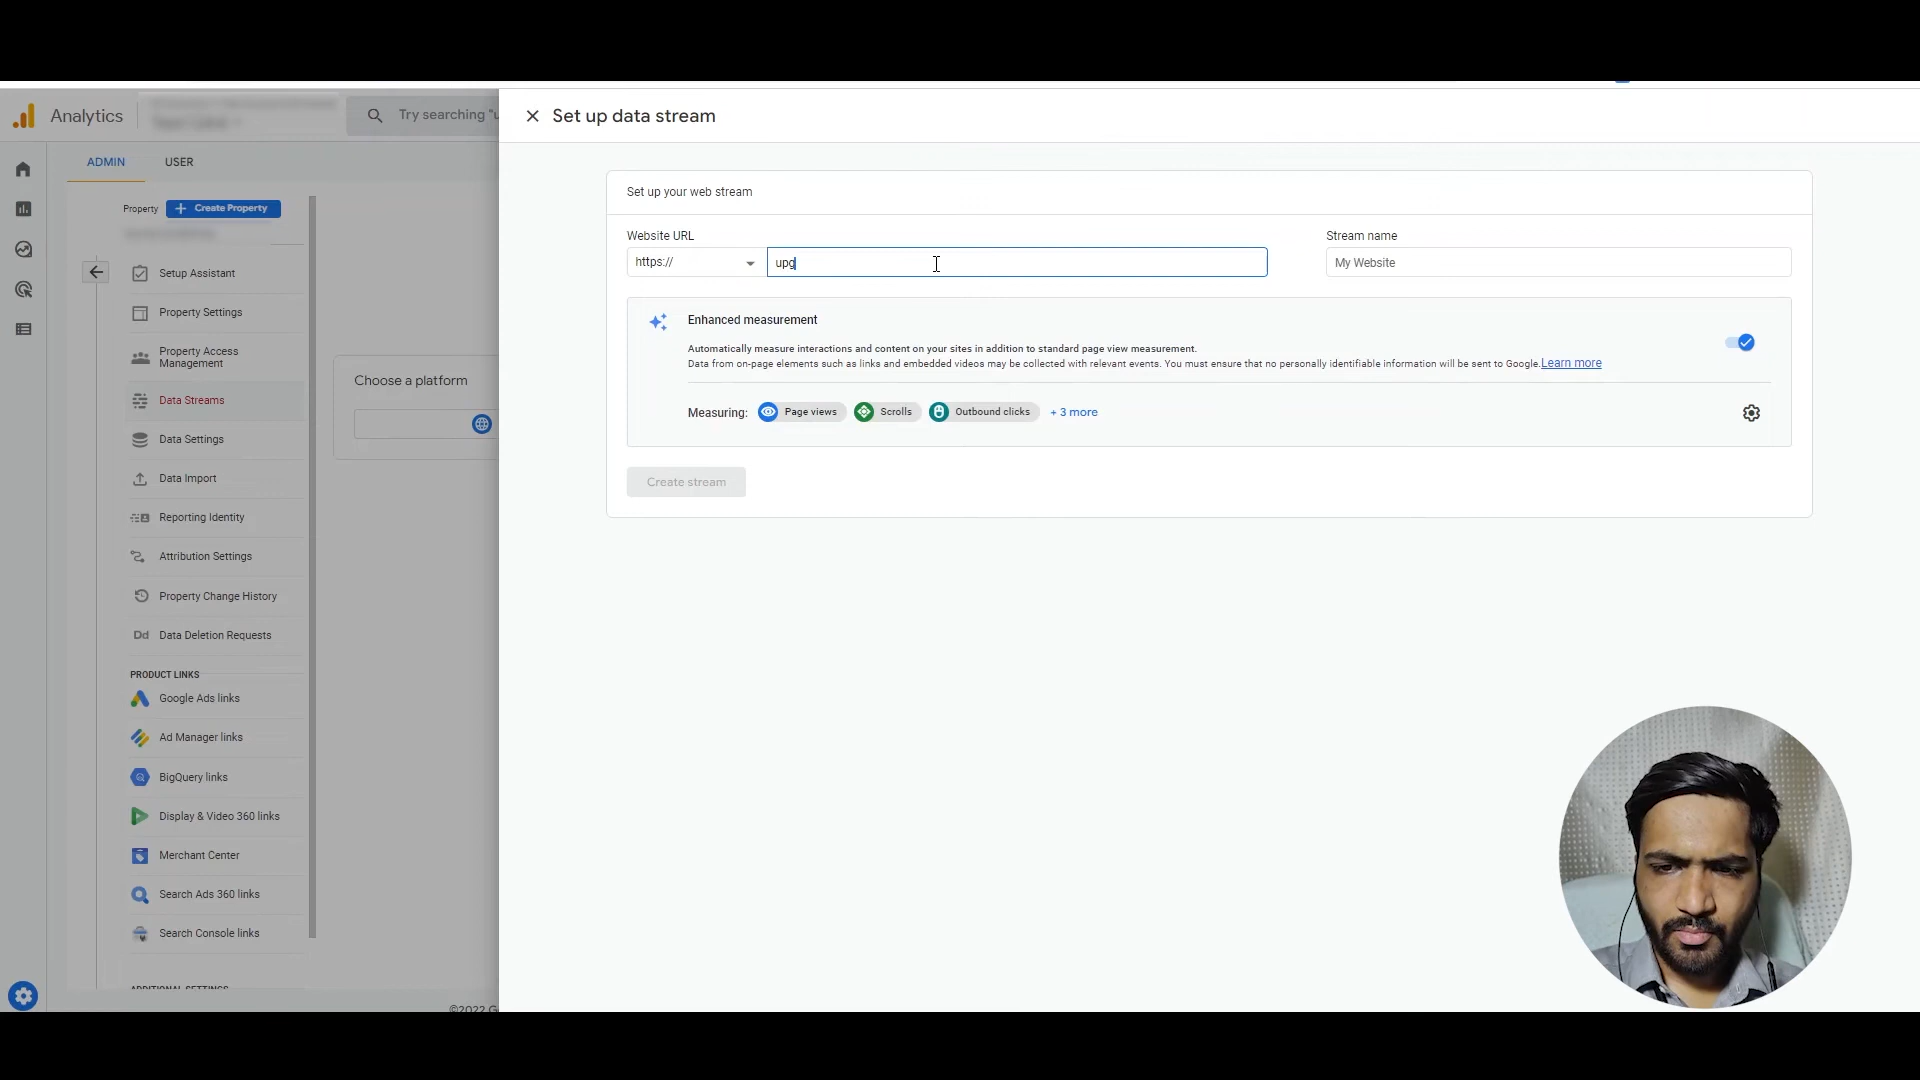 Analytics
Try searching "u
Set up data stream
ADMIN
USER
Property
Create Property
Setup Assistant
Property Settings
Property Access
Management
Data Streams
Data Settings
Data Import
Reporting Identity
Attribution Settings
Property Change History
Dd Data Deletion Requests
PRODUCT LINKS
Google Ads links
Ad Manager links
BigQuery links
Display & Video 360 links
Merchant Center
Search Ads 360 links
Search Console links
ADDITIONAL SETTINGS
©2022 G
Choose a platform
Set up your web stream
Website URL
Stream name
https://
upg
My Website
Enhanced measurement
Automatically measure interactions and content on your sites in addition to standard page view measurement.
Data from on-page elements such as links and embedded videos may be collected with relevant events. You must ensure that no personally identifiable information will be sent to Google. Learn more
Measuring: Page views Scrolls Outbound clicks + 3 more
Create stream